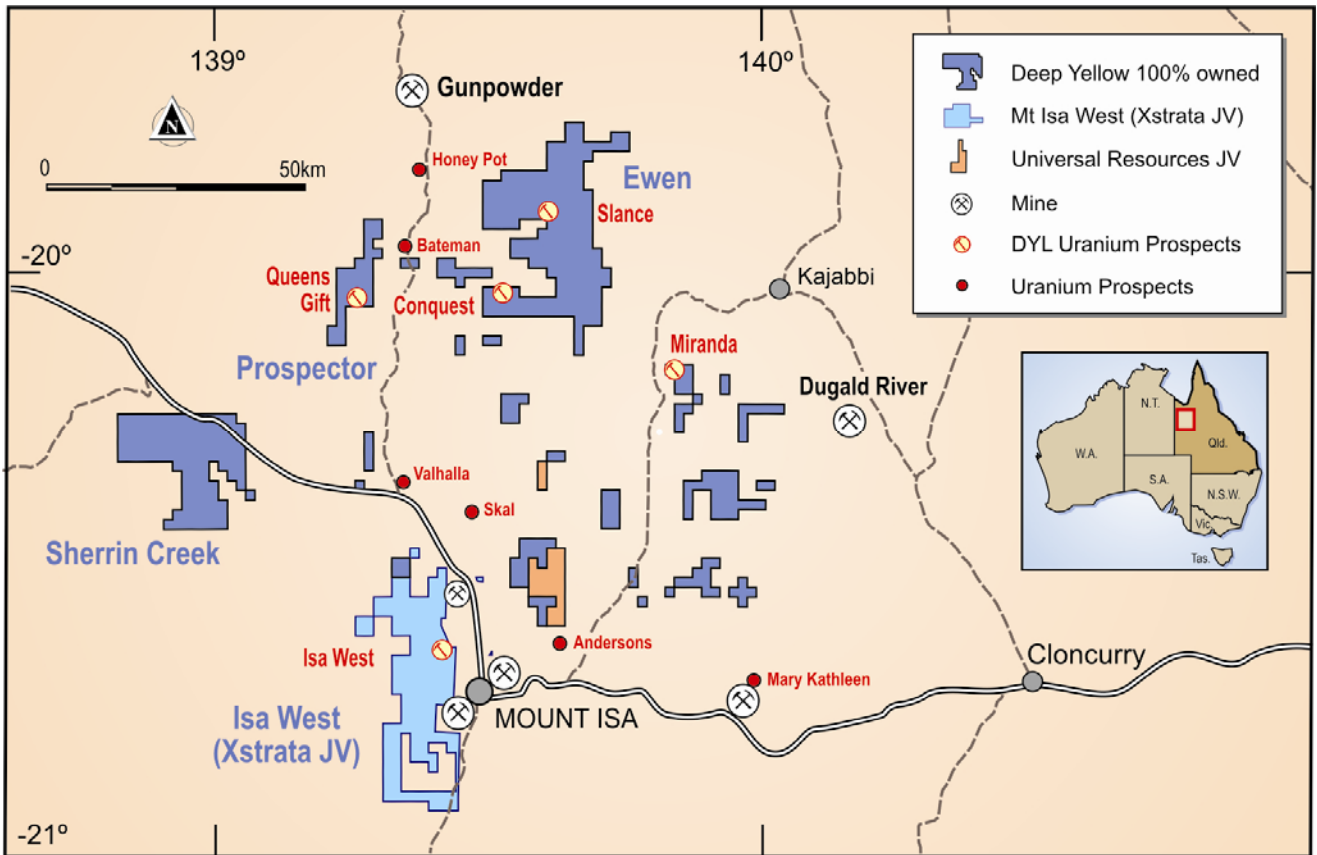 139º
140º
Gunpowder
N
0
50km
Honey Pot
Ewen
Slance
Bateman
-20º
Queens
Gift
Conquest
Kajabbi
Prospector
Miranda
Dugald River
Valhalla
Skal
Sherrin Creek
Isa West
Andersons
Mary Kathleen
Cloncurry
Isa West
(Xstrata JV)
MOUNT ISA
-21º
Deep Yellow 100% owned
Mt Isa West (Xstrata JV)
Universal Resources JV
Mine
DYL Uranium Prospects
Uranium Prospects
N.T.
Qld.
W.A.
S.A.
N.S.W.
Vic.
Tas.